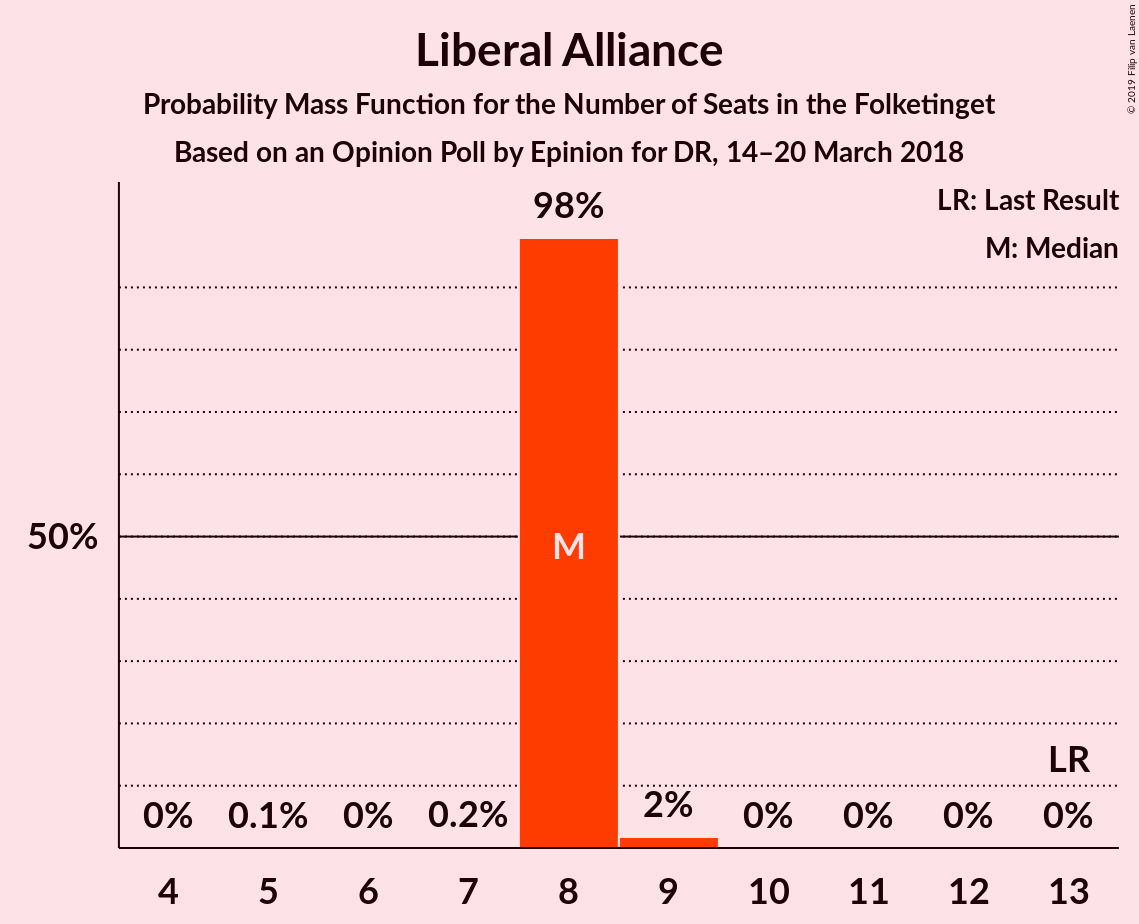 Liberal Alliance
Probability Mass Function for the Number of Seats in the Folketinget
Based on an Opinion Poll by Epinion for DR, 14–20 March 2018
© 2019 Filip van Laenen
LR: Last Result
M: Median
98%
50%
M
LR
0% 0.1% 0% 0.2% 2% 0% 0% 0% 0%
4 5 6 7 8 9 10 11 12 13